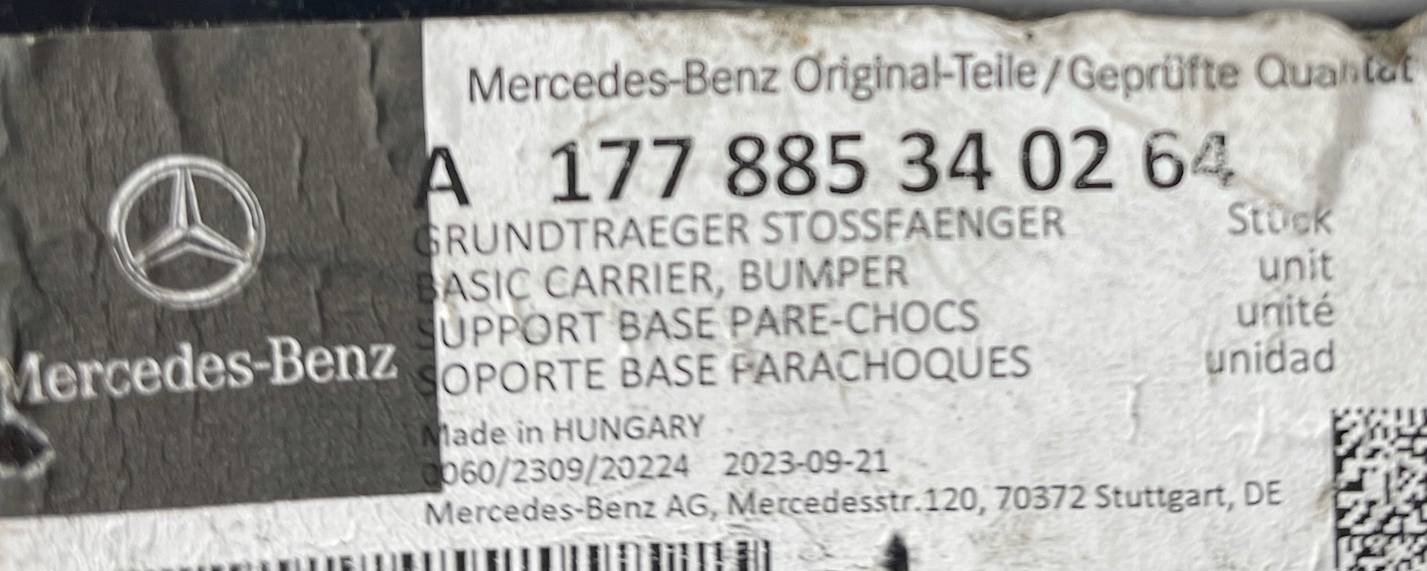 Mercedes-Benz Original-Teile/Geprüfte Qualität
A 177 885 34 02 64
GRUNDTRAEGER STOSSFAENGER Stück
BASIC CARRIER, BUMPER unit
SUPPORT BASE PARE-CHOCS unité
SOPORTE BASE PARACHOQUES unidad
Mercedes-Benz
Made in HUNGARY
0060/2309/20224 2023-09-21
Mercedes-Benz AG, Mercedesstr.120, 70372 Stuttgart, DE